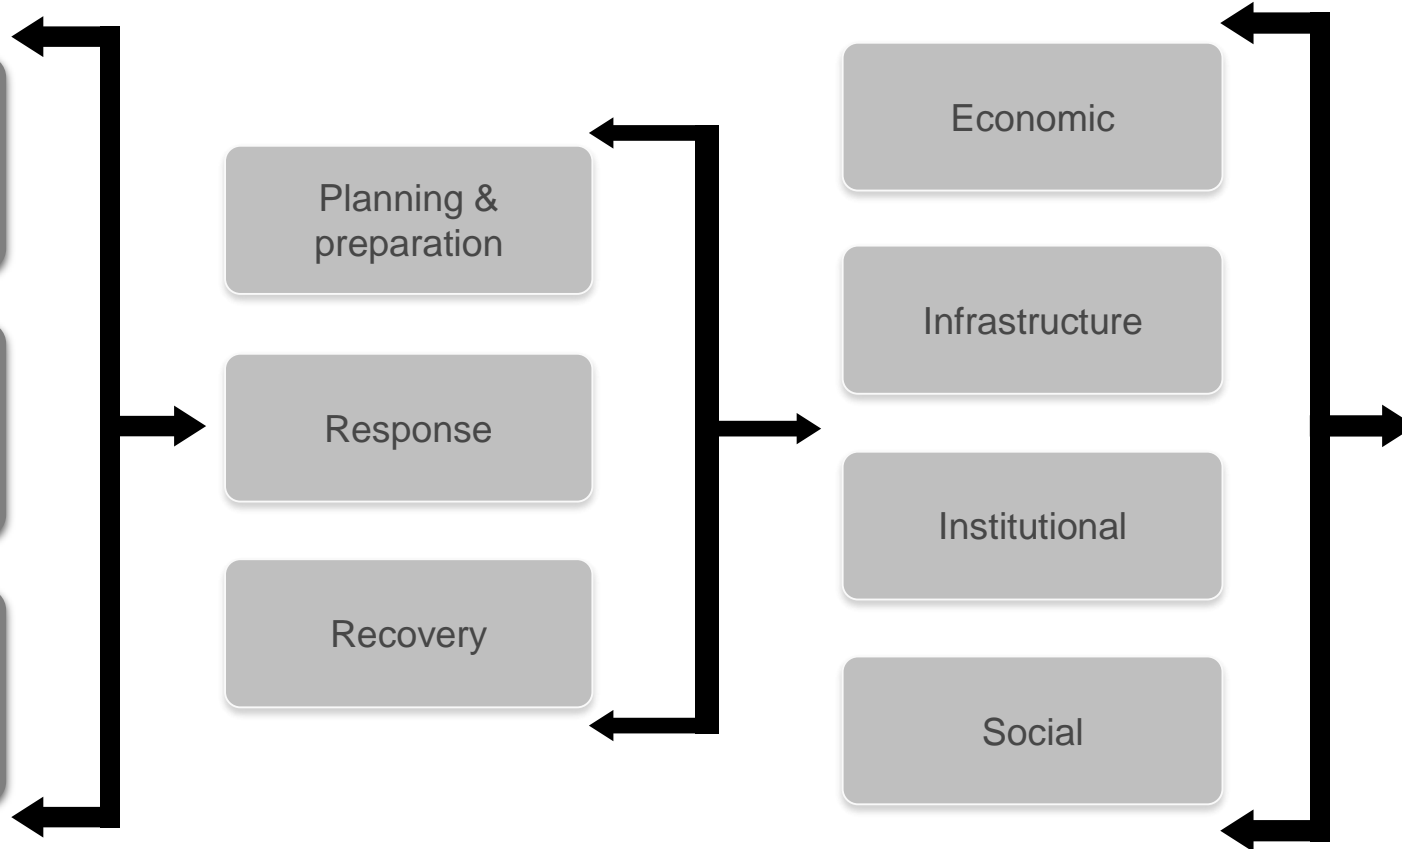 Planning &
preparation
Response
Recovery
Economic
Infrastructure
Institutional
Social